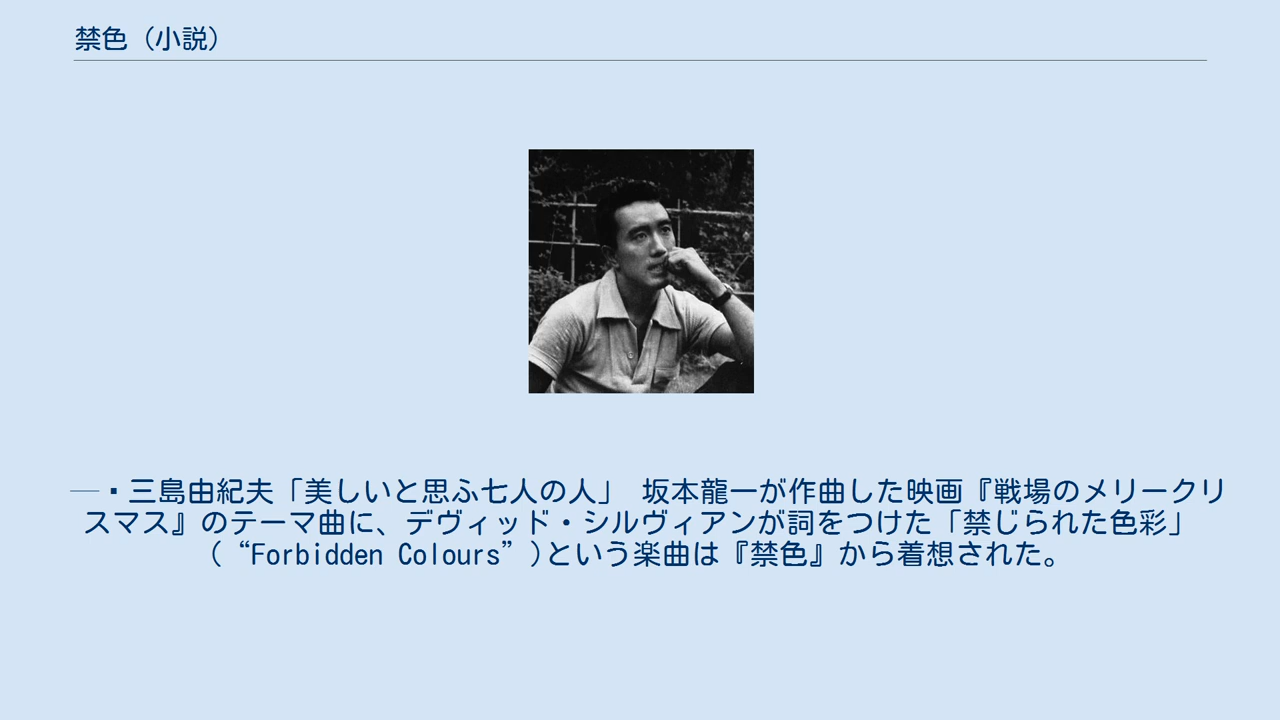 禁色（小説）
―▪三島由紀夫「美しいと思ふ七人の人」 坂本龍一が作曲した映画『戦場のメリークリ
スマス』のテーマ曲に、デヴィッド・シルヴィアンが詞をつけた「禁じられた色彩」
(“Forbidden Colours”)という楽曲は『禁色』から着想された。